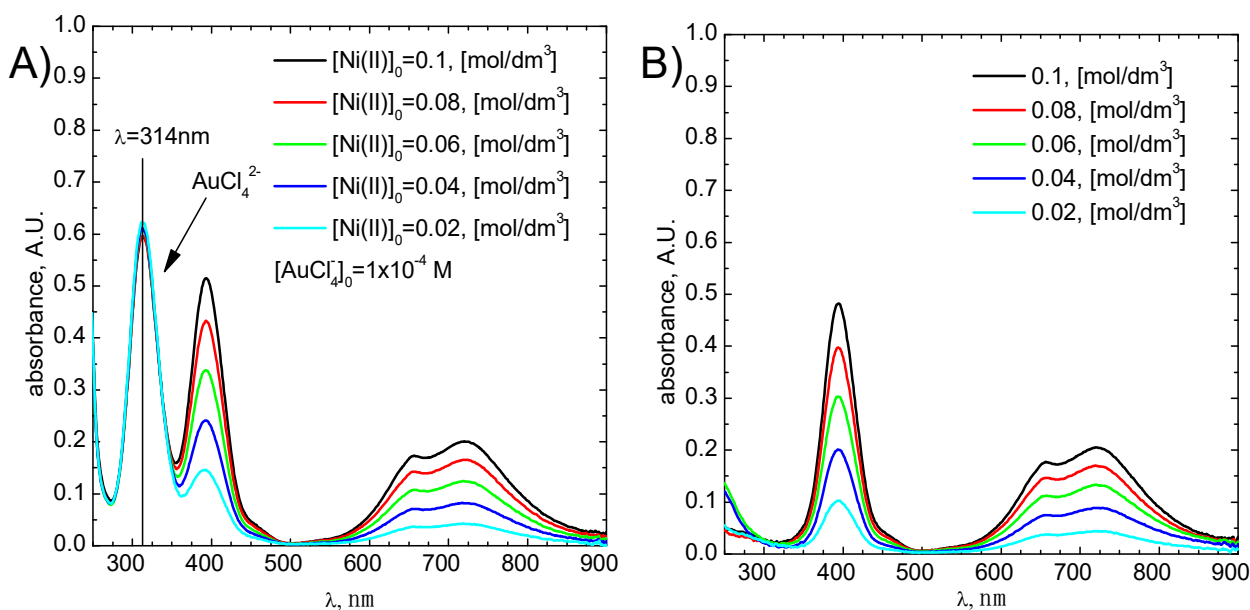 A)
[Ni(II)]₀=0.1, [mol/dm³]
[Ni(II)]₀=0.08, [mol/dm³]
[Ni(II)]₀=0.06, [mol/dm³]
[Ni(II)]₀=0.04, [mol/dm³]
[Ni(II)]₀=0.02, [mol/dm³]
[AuCl₄⁻]₀=1x10⁻⁴ M
λ=314nm
AuCl₄²⁻
absorbance, A.U.
1.0
0.9
0.8
0.7
0.6
0.5
0.4
0.3
0.2
0.1
0.0
300 400 500 600 700 800 900
λ, nm
B)
0.1, [mol/dm³]
0.08, [mol/dm³]
0.06, [mol/dm³]
0.04, [mol/dm³]
0.02, [mol/dm³]
absorbance, A.U.
1.0
0.9
0.8
0.7
0.6
0.5
0.4
0.3
0.2
0.1
0.0
300 400 500 600 700 800 900
λ, nm